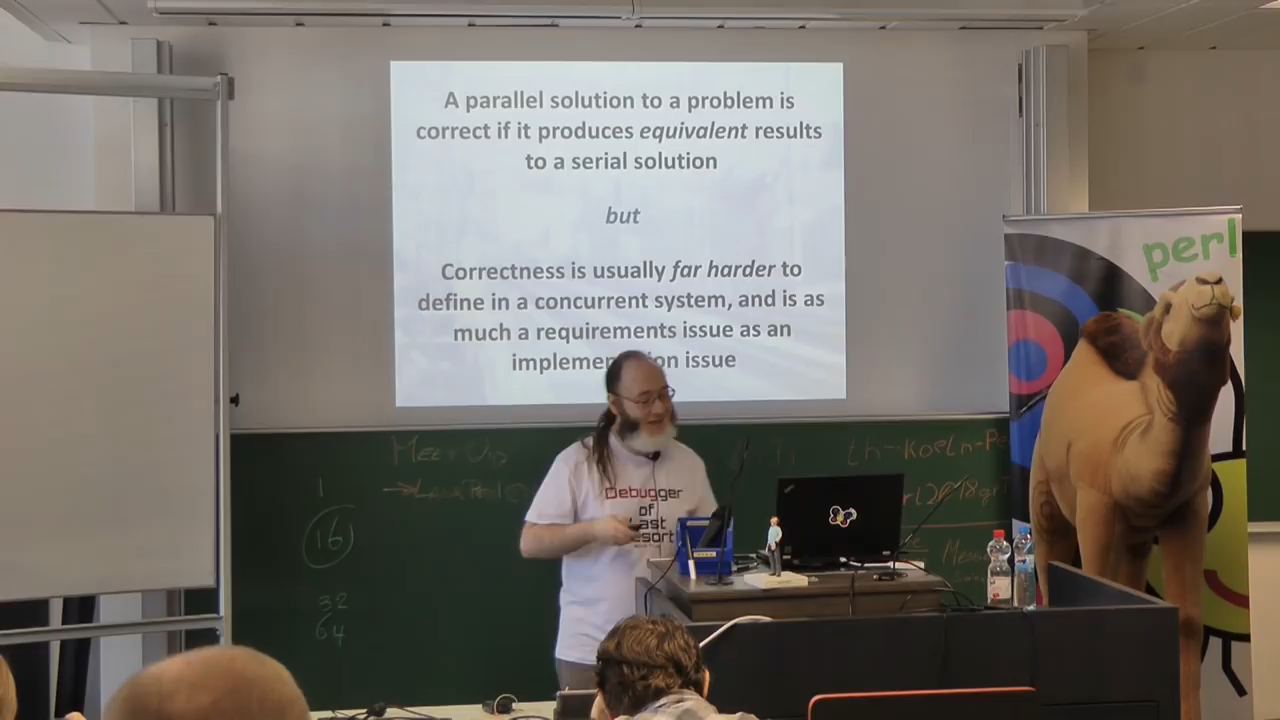 A parallel solution to a problem is
correct if it produces equivalent results
to a serial solution
but
Correctness is usually far harder to
define in a concurrent system, and is as
much a requirements issue as an
issue
perl
Debugger
of
Last
1
16
32
64